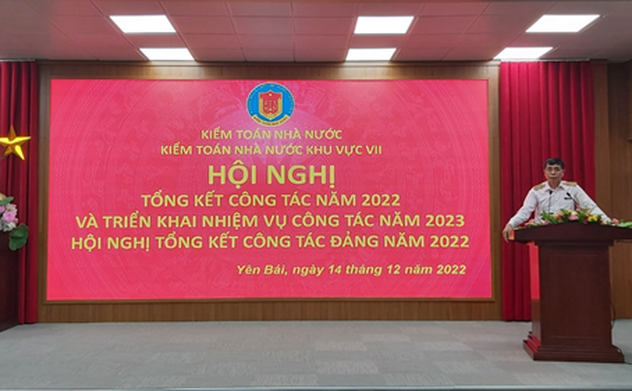 KIỂM TOÁN NHÀ NƯỚC
KIỂM TOÁN NHÀ NƯỚC KHU VỰC VII
HỘI NGHỊ
TỔNG KẾT CÔNG TÁC NĂM 2022
VÀ TRIỂN KHAI NHIỆM VỤ CÔNG TÁC NĂM 2023
HỘI NGHỊ TỔNG KẾT CÔNG TÁC ĐẢNG NĂM 2022
Yên Bái, ngày 14 tháng 12 năm 2022